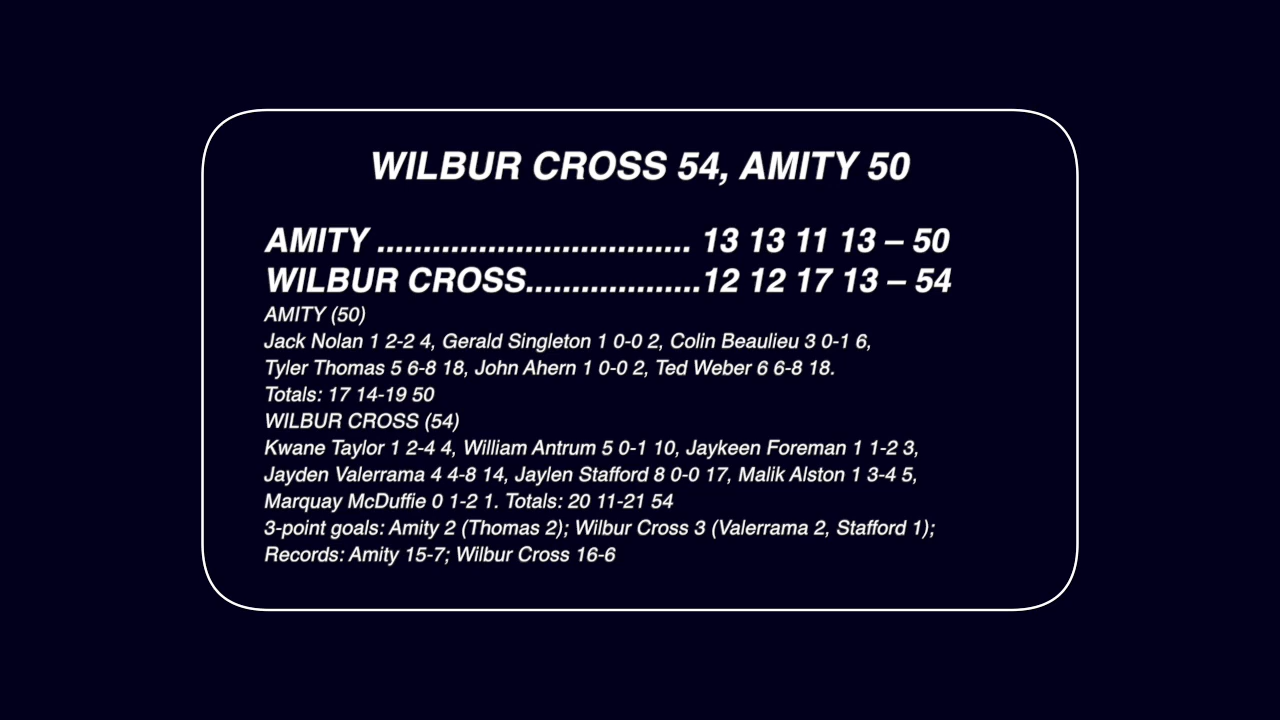 WILBUR CROSS 54, AMITY 50
AMITY .................................. 13 13 11 13 – 50
WILBUR CROSS...................12 12 17 13 – 54
AMITY (50)
Jack Nolan 1 2-2 4, Gerald Singleton 1 0-0 2, Colin Beaulieu 3 0-1 6,
Tyler Thomas 5 6-8 18, John Ahern 1 0-0 2, Ted Weber 6 6-8 18.
Totals: 17 14-19 50
WILBUR CROSS (54)
Kwane Taylor 1 2-4 4, William Antrum 5 0-1 10, Jaykeen Foreman 1 1-2 3,
Jayden Valerrama 4 4-8 14, Jaylen Stafford 8 0-0 17, Malik Alston 1 3-4 5,
Marquay McDuffie 0 1-2 1. Totals: 20 11-21 54
3-point goals: Amity 2 (Thomas 2); Wilbur Cross 3 (Valerrama 2, Stafford 1);
Records: Amity 15-7; Wilbur Cross 16-6